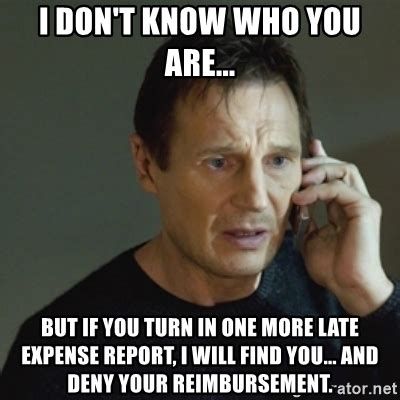 I DON'T KNOW WHO YOU
ARE...
BUT IF YOU TURN IN ONE MORE LATE
EXPENSE REPORT, I WILL FIND YOU... AND
DENY YOUR REIMBURSEMENT.
ator.net